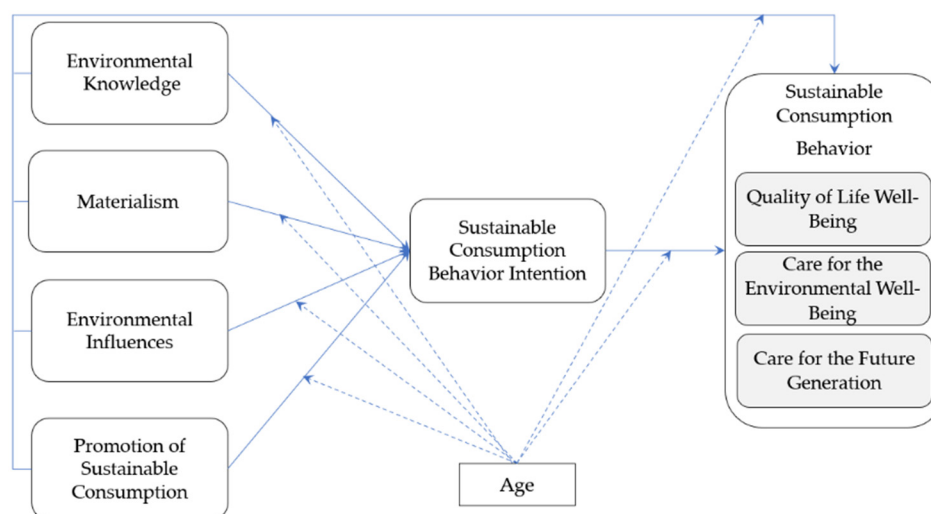 Environmental
Knowledge
Materialism
Environmental
Influences
Promotion of
Sustainable
Consumption
Sustainable
Consumption
Behavior Intention
Age
Sustainable
Consumption
Behavior
Quality of Life Well-
Being
Care for the
Environmental Well-
Being
Care for the Future
Generation